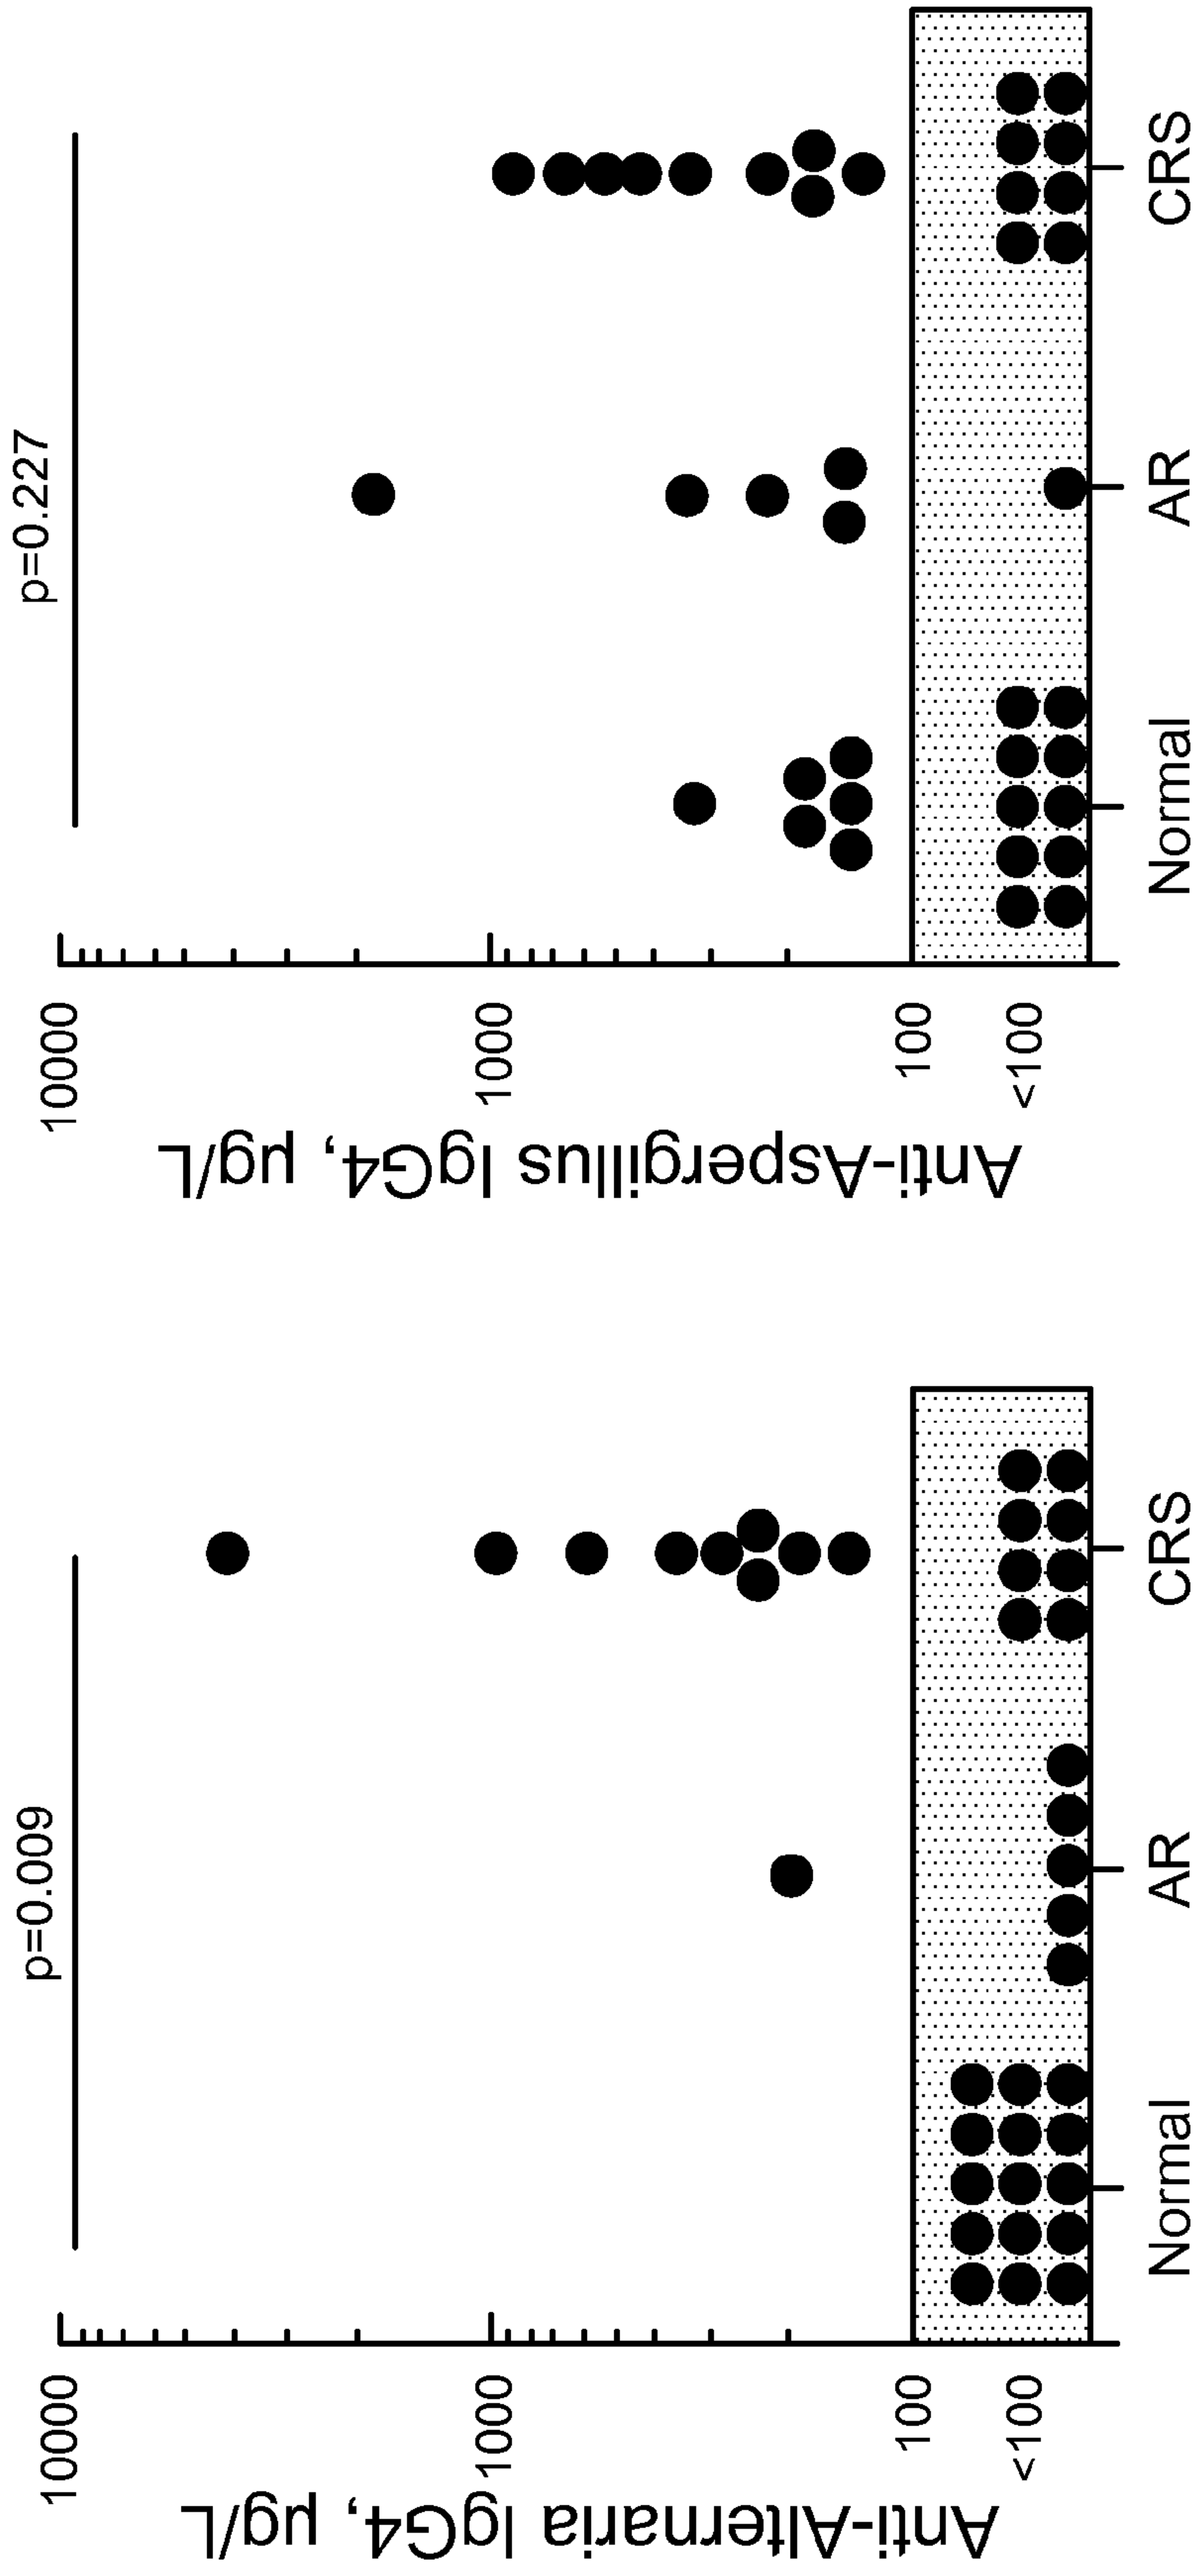 p=0.009
10000
1000
100
<100
Anti-Alternaria IgG4, µg/L
Normal
AR
CRS
p=0.227
10000
1000
100
<100
Anti-Aspergillus IgG4, µg/L
Normal
AR
CRS